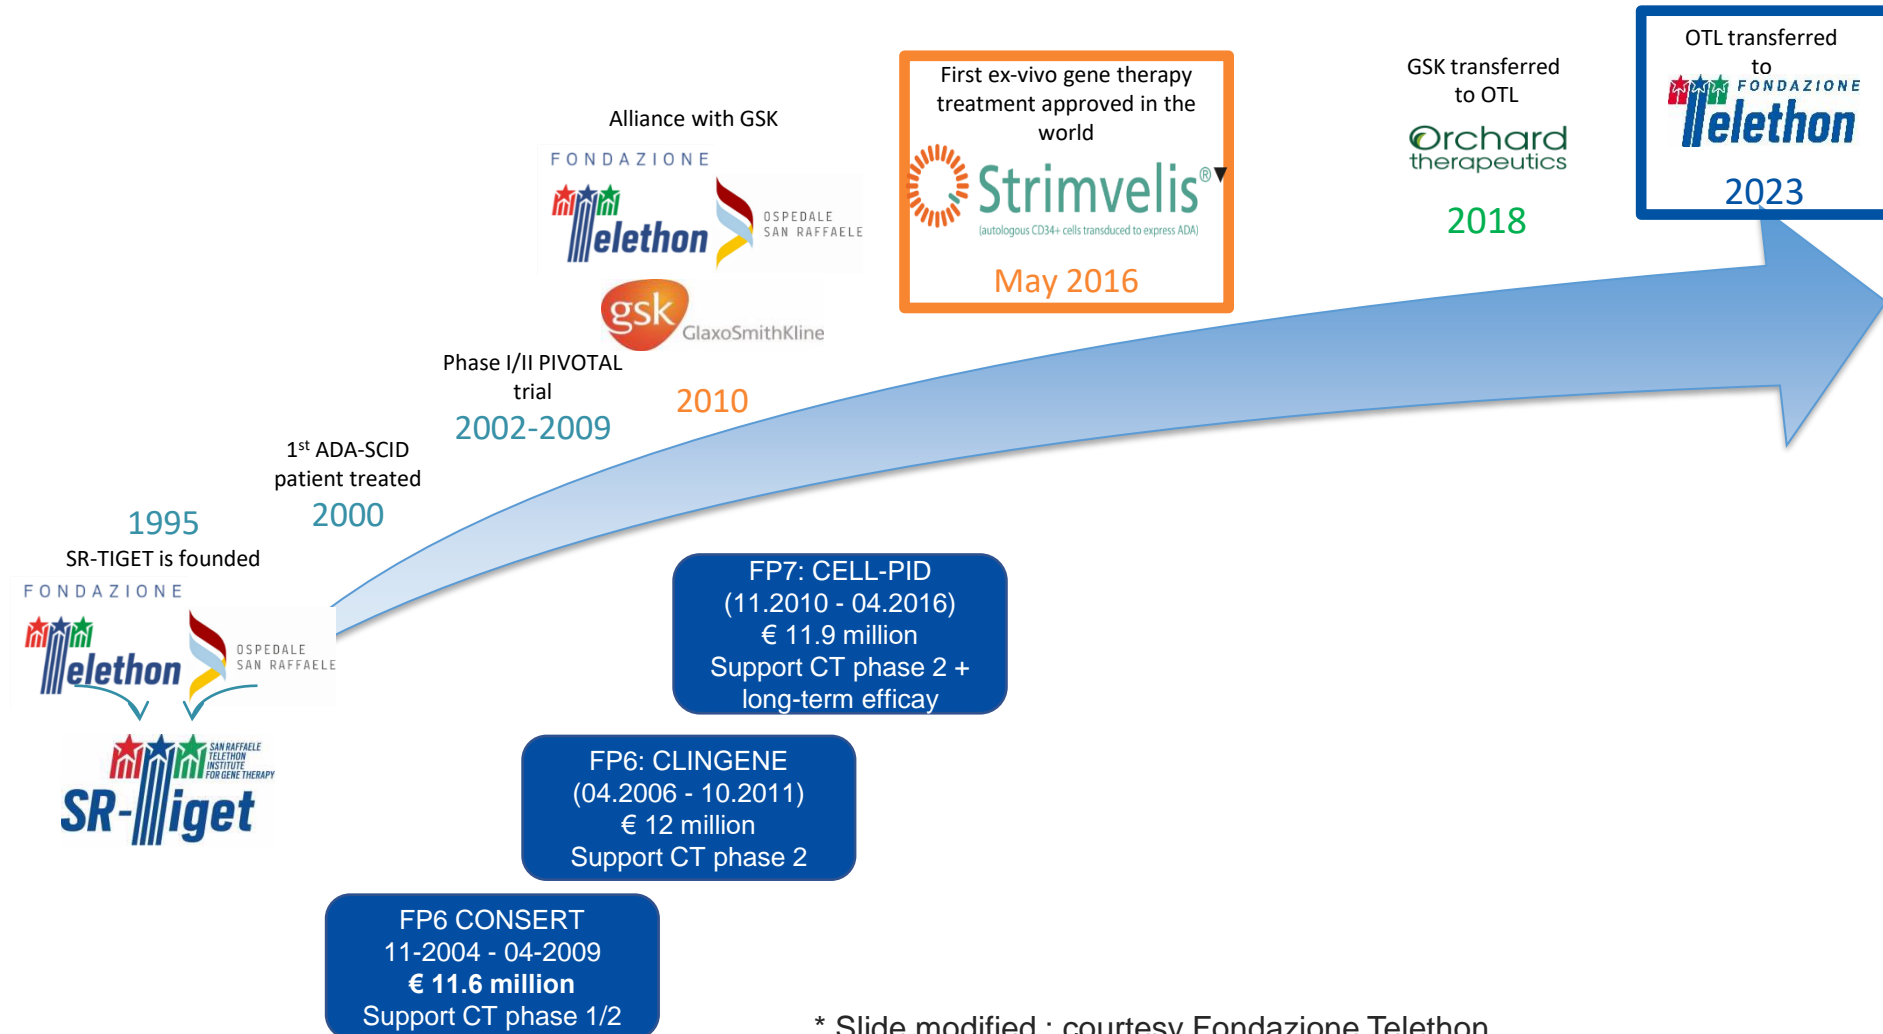 1995
SR-TIGET is founded
FONDAZIONE
Telethon
OSPEDALE
SAN RAFFAELE
SAN RAFFAELE
TELETHON
INSTITUTE
FOR GENE THERAPY
SR-Tiget
1st ADA-SCID
patient treated
2000
Phase I/II PIVOTAL
trial
2002-2009
Alliance with GSK
FONDAZIONE
Telethon
OSPEDALE
SAN RAFFAELE
gsk
GlaxoSmithKline
2010
First ex-vivo gene therapy
treatment approved in the
world
Strimvelis®▼
(autologous CD34+ cells transduced to express ADA)
May 2016
GSK transferred
to OTL
Orchard
therapeutics
2018
OTL transferred
to
FONDAZIONE
Telethon
2023
FP7: CELL-PID
(11.2010 - 04.2016)
€ 11.9 million
Support CT phase 2 +
long-term efficay
FP6: CLINGENE
(04.2006 - 10.2011)
€ 12 million
Support CT phase 2
FP6 CONSERT
11-2004 - 04-2009
€ 11.6 million
Support CT phase 1/2
* Slide modified : courtesy Fondazione Telethon